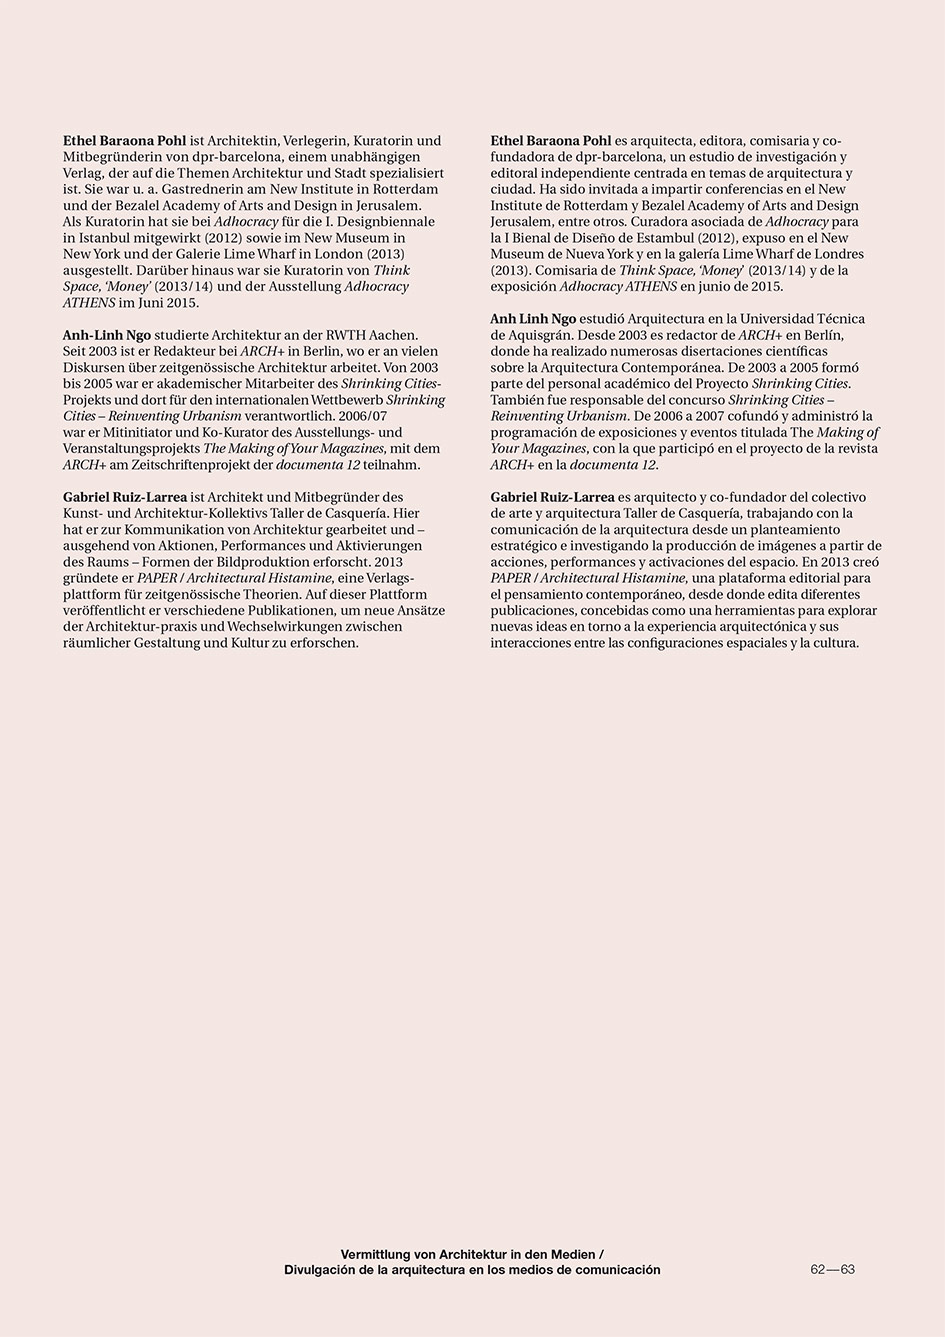 Ethel Baraona Pohl ist Architektin, Verlegerin, Kuratorin und
Mitbegründerin von dpr-barcelona, einem unabhängigen
Verlag, der auf die Themen Architektur und Stadt spezialisiert
ist. Sie war u. a. Gastrednerin am New Institute in Rotterdam
und der Bezalel Academy of Arts and Design in Jerusalem.
Als Kuratorin hat sie bei Adhocracy für die I. Designbiennale
in Istanbul mitgewirkt (2012) sowie im New Museum in
New York und der Galerie Lime Wharf in London (2013)
ausgestellt. Darüber hinaus war sie Kuratorin von Think
Space, ‘Money’ (2013/14) und der Ausstellung Adhocracy
ATHENS im Juni 2015.
Anh-Linh Ngo studierte Architektur an der RWTH Aachen.
Seit 2003 ist er Redakteur bei ARCH+ in Berlin, wo er an vielen
Diskursen über zeitgenössische Architektur arbeitet. Von 2003
bis 2005 war er akademischer Mitarbeiter des Shrinking Cities-
Projekts und dort für den internationalen Wettbewerb Shrinking
Cities – Reinventing Urbanism verantwortlich. 2006/07
war er Mitinitiator und Ko-Kurator des Ausstellungs- und
Veranstaltungsprojekts The Making of Your Magazines, mit dem
ARCH+ am Zeitschriftenprojekt der documenta 12 teilnahm.
Gabriel Ruiz-Larrea ist Architekt und Mitbegründer des
Kunst- und Architektur-Kollektivs Taller de Casquería. Hier
hat er zur Kommunikation von Architektur gearbeitet und –
ausgehend von Aktionen, Performances und Aktivierungen
des Raums – Formen der Bildproduktion erforscht. 2013
gründete er PAPER / Architectural Histamine, eine Verlags-
plattform für zeitgenössische Theorien. Auf dieser Plattform
veröffentlicht er verschiedene Publikationen, um neue Ansätze
der Architektur-praxis und Wechselwirkungen zwischen
räumlicher Gestaltung und Kultur zu erforschen.
Ethel Baraona Pohl es arquitecta, editora, comisaria y co-
fundadora de dpr-barcelona, un estudio de investigación y
editorial independiente centrada en temas de arquitectura y
ciudad. Ha sido invitada a impartir conferencias en el New
Institute de Rotterdam y Bezalel Academy of Arts and Design
Jerusalem, entre otros. Curadora asociada de Adhocracy para
la I Bienal de Diseño de Estambul (2012), expuso en el New
Museum de Nueva York y en la galería Lime Wharf de Londres
(2013). Comisaria de Think Space, ‘Money’ (2013/14) y de la
exposición Adhocracy ATHENS en junio de 2015.
Anh Linh Ngo estudió Arquitectura en la Universidad Técnica
de Aquisgrán. Desde 2003 es redactor de ARCH+ en Berlín,
donde ha realizado numerosas disertaciones científicas
sobre la Arquitectura Contemporánea. De 2003 a 2005 formó
parte del personal académico del Proyecto Shrinking Cities.
También fue responsable del concurso Shrinking Cities –
Reinventing Urbanism. De 2006 a 2007 cofundó y administró la
programación de exposiciones y eventos titulada The Making of
Your Magazines, con la que participó en el proyecto de la revista
ARCH+ en la documenta 12.
Gabriel Ruiz-Larrea es arquitecto y co-fundador del colectivo
de arte y arquitectura Taller de Casquería, trabajando con la
comunicación de la arquitectura desde un planteamiento
estratégico e investigando la producción de imágenes a partir de
acciones, performances y activaciones del espacio. En 2013 creó
PAPER / Architectural Histamine, una plataforma editorial para
el pensamiento contemporáneo, desde donde edita diferentes
publicaciones, concebidas como una herramientas para explorar
nuevas ideas en torno a la experiencia arquitectónica y sus
interacciones entre las configuraciones espaciales y la cultura.
Vermittlung von Architektur in den Medien /
Divulgación de la arquitectura en los medios de comunicación
62—63